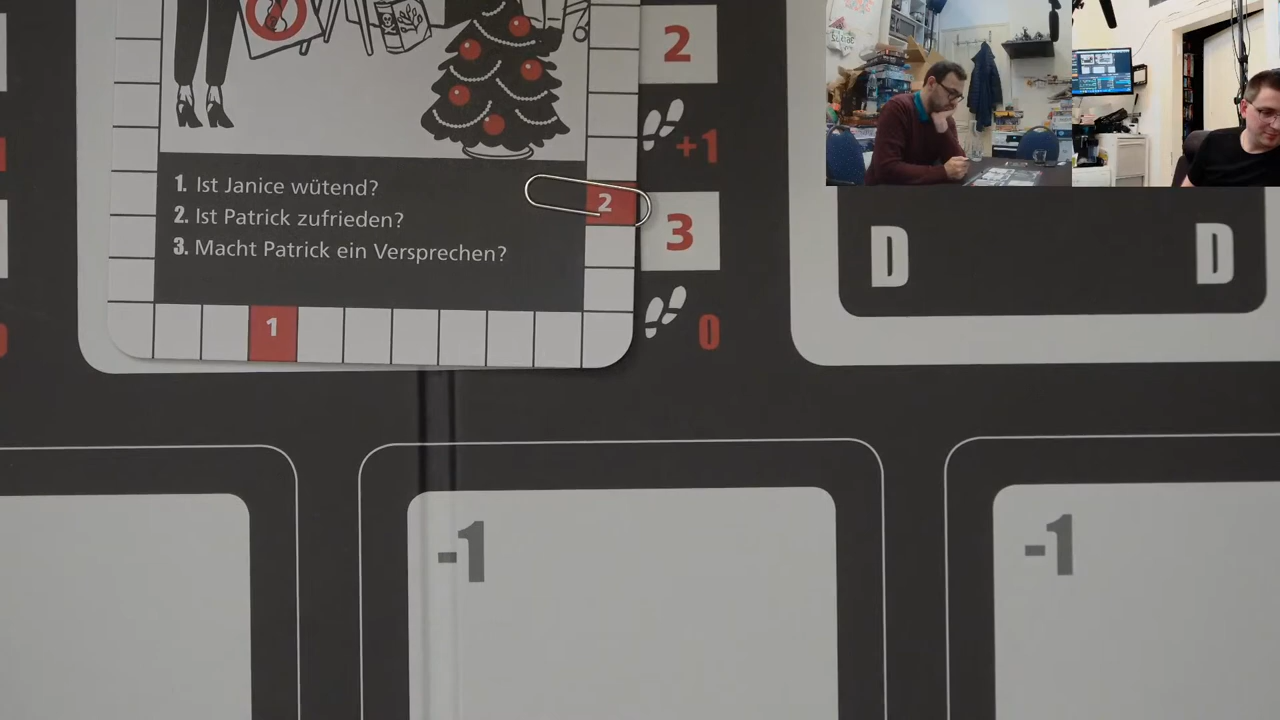 2
+1
1. Ist Janice wütend?
2. Ist Patrick zufrieden?
3. Macht Patrick ein Versprechen?
2
3
0
1
D D
-1
-1